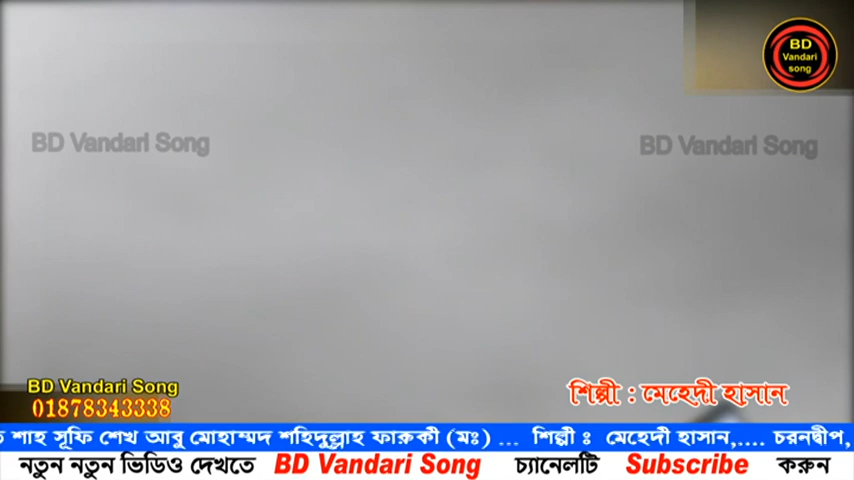 BD
Vandari
song
BD Vandari Song
BD Vandari Song
BD Vandari Song
01878343338
শিল্পী : মেহেদী হাসান
শাহ সূফি শেখ আবু মোহাম্মদ শহিদুল্লাহ ফারুকী (মঃ) ... শিল্পী ঃ মেহেদী হাসান,.... চরনদ্বীপ,
নতুন নতুন ভিডিও দেখতে BD Vandari Song চ্যানেলটি Subscribe করুন